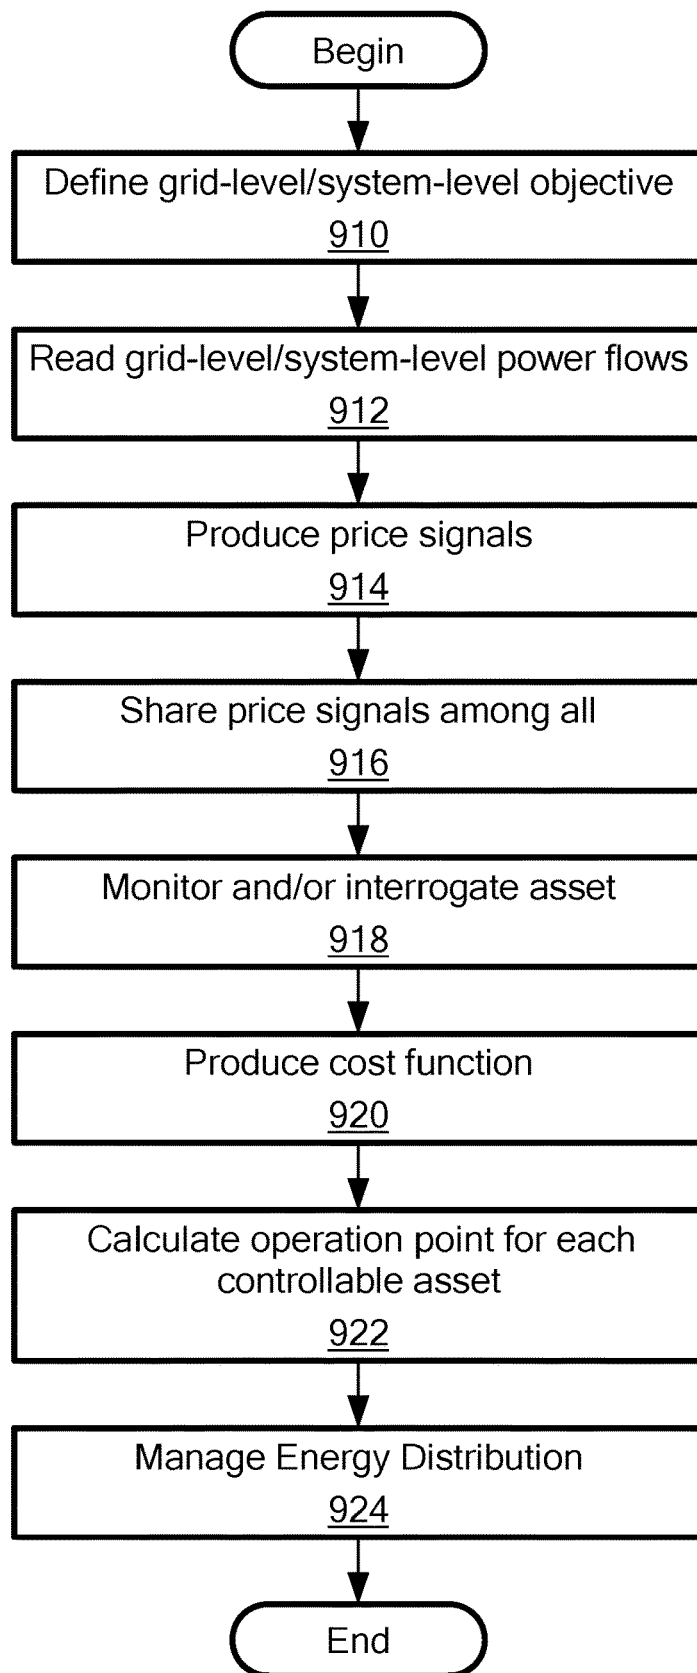 Begin
Define grid-level/system-level objective
910
Read grid-level/system-level power flows
912
Produce price signals
914
Share price signals among all
916
Monitor and/or interrogate asset
918
Produce cost function
920
Calculate operation point for each
controllable asset
922
Manage Energy Distribution
924
End